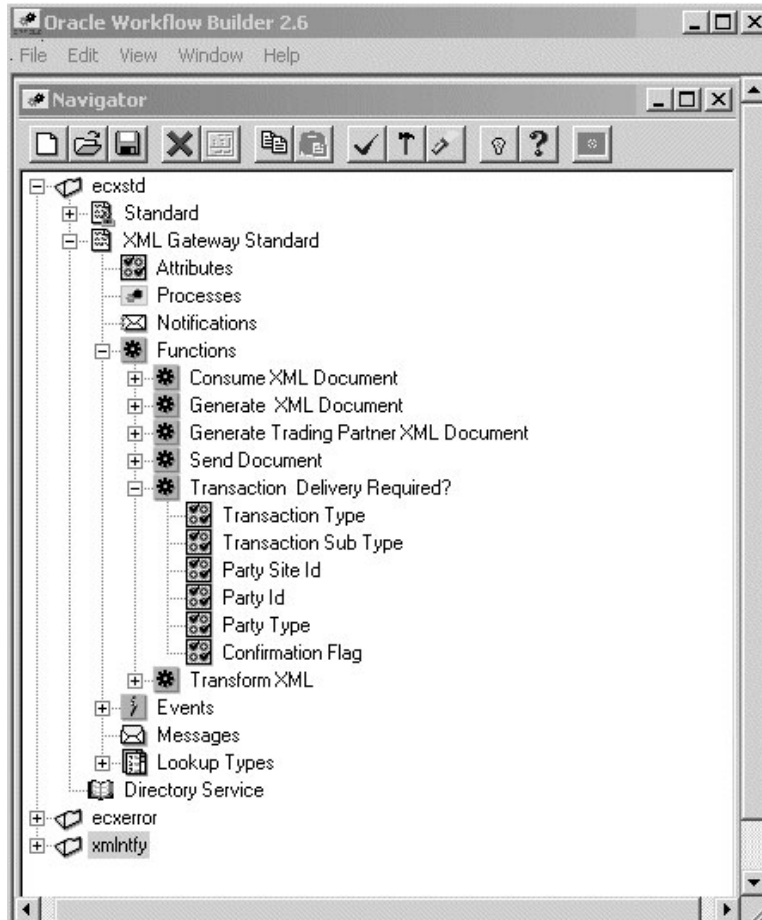 Oracle Workflow Builder 2.6
File Edit View Window Help
Navigator
ecxstd
Standard
XML Gateway Standard
Attributes
Processes
Notifications
Functions
Consume XML Document
Generate XML Document
Generate Trading Partner XML Document
Send Document
Transaction Delivery Required?
Transaction Type
Transaction Sub Type
Party Site Id
Party Id
Party Type
Confirmation Flag
Transform XML
Events
Messages
Lookup Types
Directory Service
ecxerror
xmlntfy